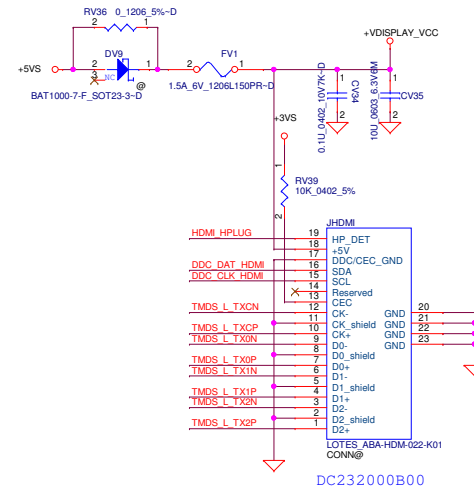 RV36 0_1206_5%~D
2 1
+5VS
DV9
2 1
3 NC
@
BAT1000-7-F_SOT23-3~D
FV1
2 1
1.5A_6V_1206L150PR~D
+VDISPLAY_VCC
1 2
CV34
0.1U_0402_10V7K~D
1 2
CV35
10U_0603_6.3V6M
+3VS
1
RV39
10K_0402_5%
2
JHDMI
HDMI_HPLUG 19 HP_DET
18 +5V
17 DDC/CEC_GND
DDC_DAT_HDMI 16 SDA
DDC_CLK_HDMI 15 SCL
14 Reserved
13 CEC
TMDS_L_TXCN 12 CK- GND 20
11 CK_shield GND 21
TMDS_L_TXCP 10 CK+ GND 22
TMDS_L_TX0N 9 D0- GND 23
8 D0_shield
TMDS_L_TX0P 7 D0+
TMDS_L_TX1N 6 D1-
5 D1_shield
TMDS_L_TX1P 4 D1+
TMDS_L_TX2N 3 D2-
2 D2_shield
TMDS_L_TX2P 1 D2+
LOTES_ABA-HDM-022-K01
CONN@
DC232000B00